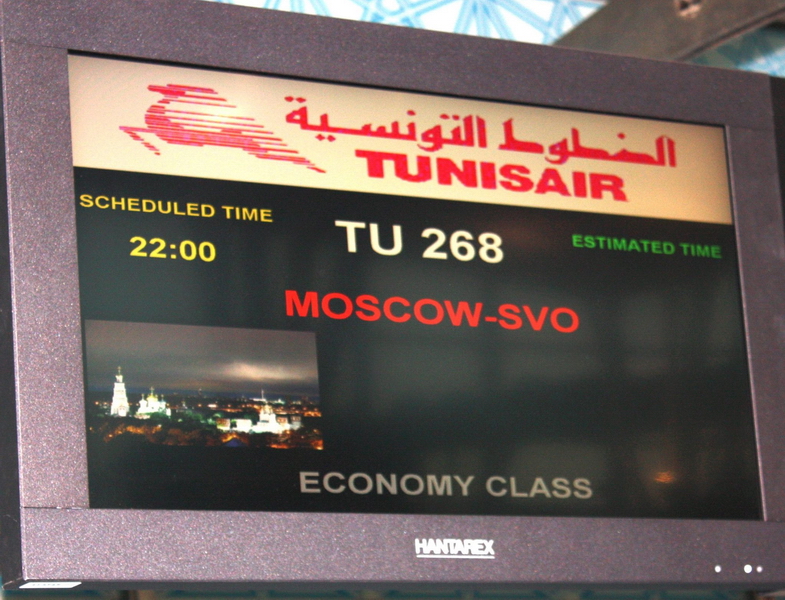 الخطوط التونسية
TUNISAIR
SCHEDULED TIME
TU 268
ESTIMATED TIME
22:00
MOSCOW-SVO
ECONOMY CLASS
HANTAREX